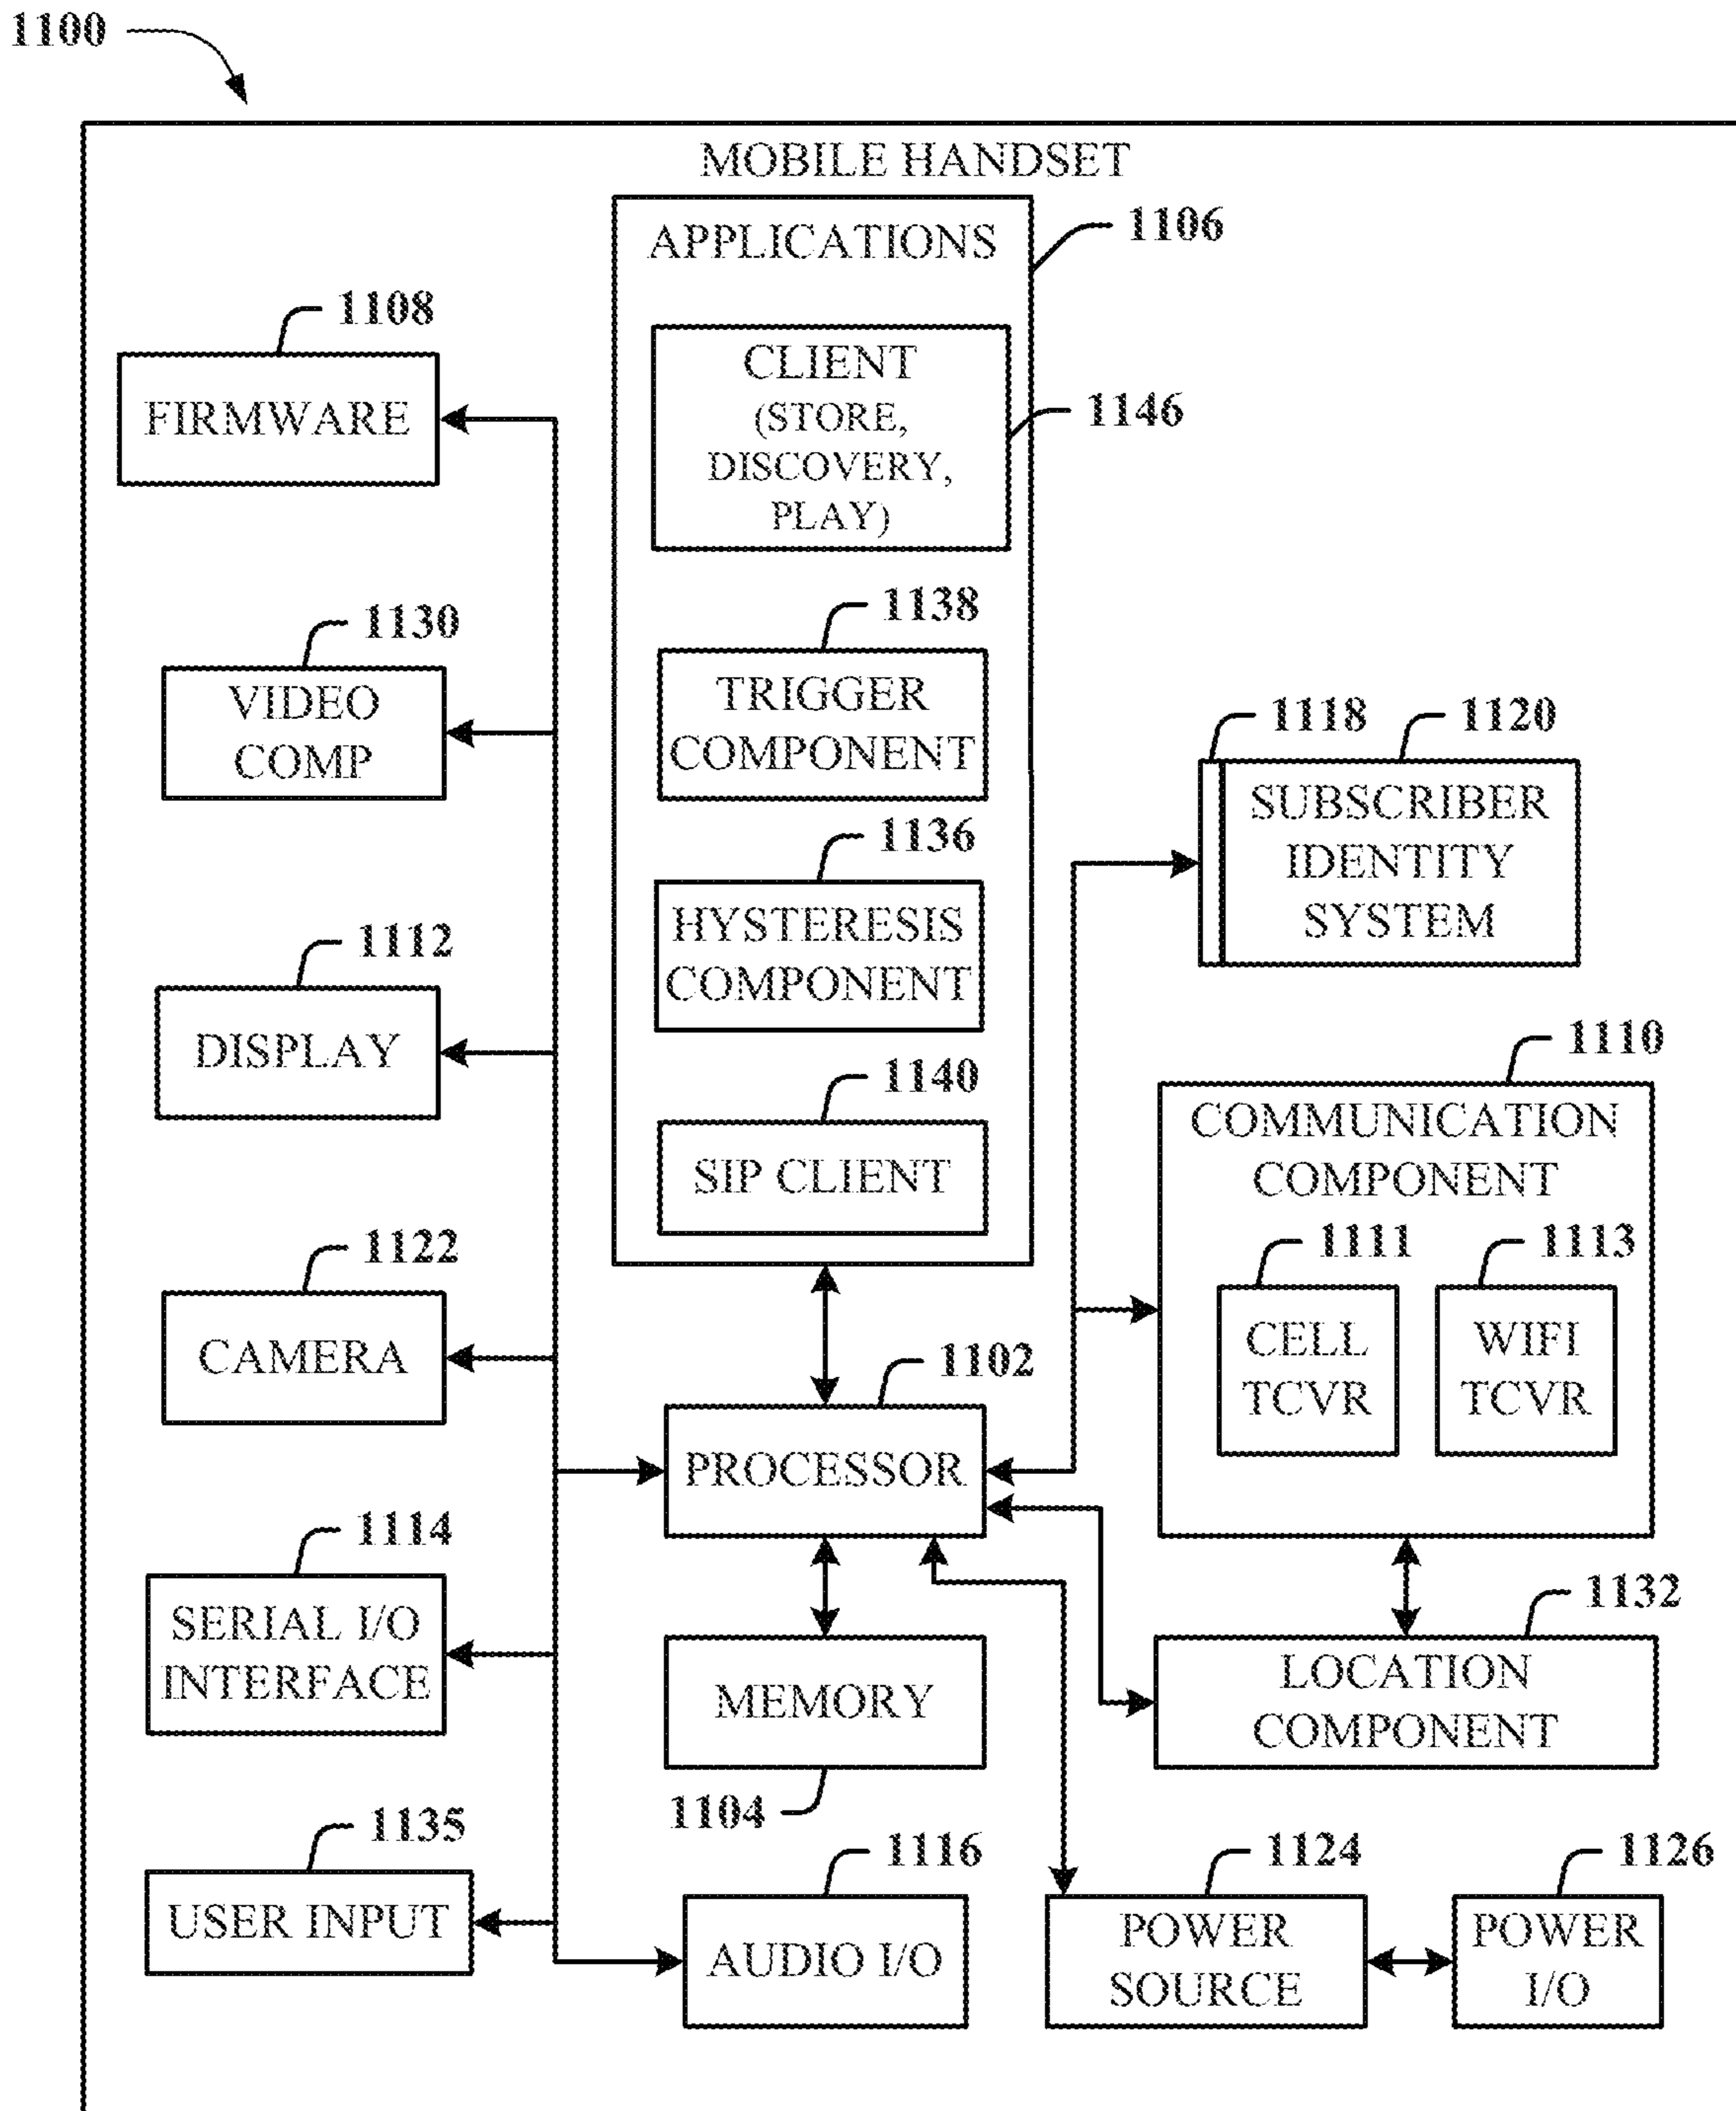 1100
MOBILE HANDSET
APPLICATIONS
1106
CLIENT
(STORE,
DISCOVERY,
PLAY)
1146
1138
TRIGGER
COMPONENT
1136
HYSTERESIS
COMPONENT
1140
SIP CLIENT
1108
FIRMWARE
1130
VIDEO
COMP
1112
DISPLAY
1122
CAMERA
1114
SERIAL I/O
INTERFACE
1135
USER INPUT
1102
PROCESSOR
MEMORY
1104
1116
AUDIO I/O
1118
1120
SUBSCRIBER
IDENTITY
SYSTEM
1110
COMMUNICATION
COMPONENT
1111
CELL
TCVR
1113
WIFI
TCVR
1132
LOCATION
COMPONENT
1124
POWER
SOURCE
1126
POWER
I/O